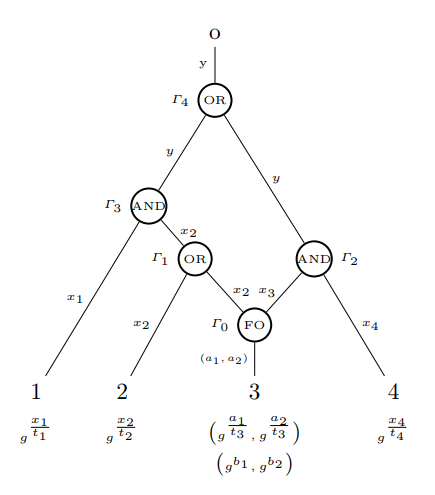 O
y
Γ4 OR
y
y
Γ3 AND
x2
Γ1 OR
AND Γ2
x1
x2 x3
x2
Γ0 FO
x4
(a1, a2)
1 2 3 4
g^(x1/t1) g^(x2/t2) (g^(a1/t3), g^(a2/t3)) g^(x4/t4)
(g^b1, g^b2)